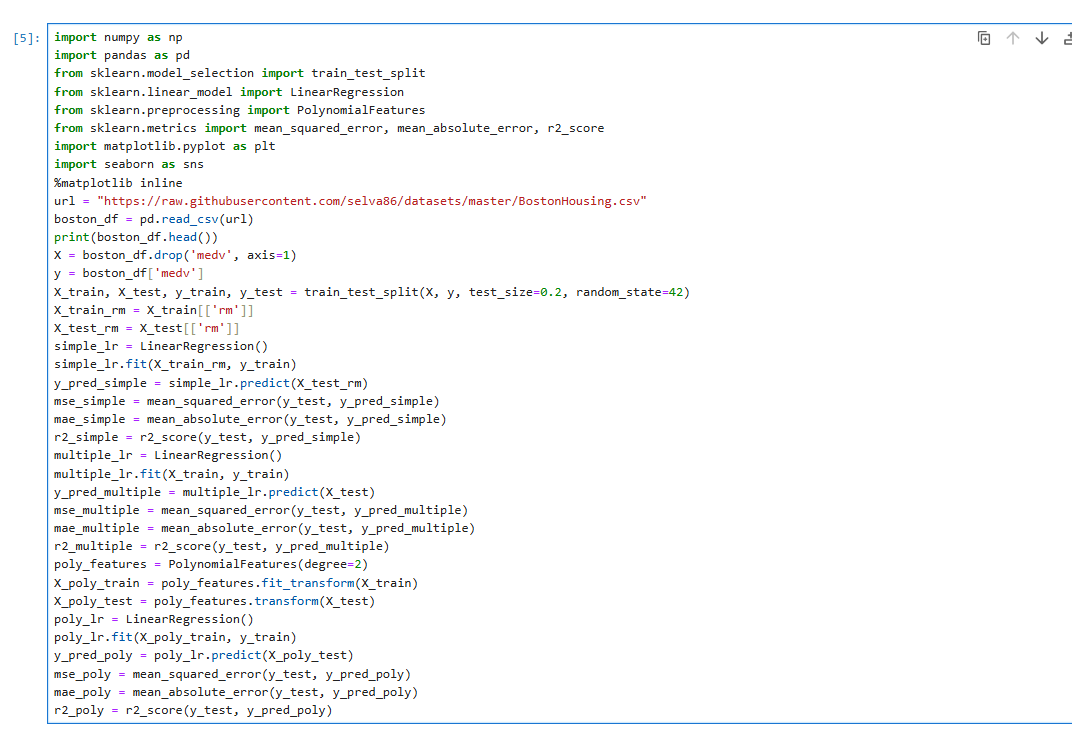 [5]:
import numpy as np
import pandas as pd
from sklearn.model_selection import train_test_split
from sklearn.linear_model import LinearRegression
from sklearn.preprocessing import PolynomialFeatures
from sklearn.metrics import mean_squared_error, mean_absolute_error, r2_score
import matplotlib.pyplot as plt
import seaborn as sns
%matplotlib inline
url = "https://raw.githubusercontent.com/selva86/datasets/master/BostonHousing.csv"
boston_df = pd.read_csv(url)
print(boston_df.head())
X = boston_df.drop('medv', axis=1)
y = boston_df['medv']
X_train, X_test, y_train, y_test = train_test_split(X, y, test_size=0.2, random_state=42)
X_train_rm = X_train[['rm']]
X_test_rm = X_test[['rm']]
simple_lr = LinearRegression()
simple_lr.fit(X_train_rm, y_train)
y_pred_simple = simple_lr.predict(X_test_rm)
mse_simple = mean_squared_error(y_test, y_pred_simple)
mae_simple = mean_absolute_error(y_test, y_pred_simple)
r2_simple = r2_score(y_test, y_pred_simple)
multiple_lr = LinearRegression()
multiple_lr.fit(X_train, y_train)
y_pred_multiple = multiple_lr.predict(X_test)
mse_multiple = mean_squared_error(y_test, y_pred_multiple)
mae_multiple = mean_absolute_error(y_test, y_pred_multiple)
r2_multiple = r2_score(y_test, y_pred_multiple)
poly_features = PolynomialFeatures(degree=2)
X_poly_train = poly_features.fit_transform(X_train)
X_poly_test = poly_features.transform(X_test)
poly_lr = LinearRegression()
poly_lr.fit(X_poly_train, y_train)
y_pred_poly = poly_lr.predict(X_poly_test)
mse_poly = mean_squared_error(y_test, y_pred_poly)
mae_poly = mean_absolute_error(y_test, y_pred_poly)
r2_poly = r2_score(y_test, y_pred_poly)